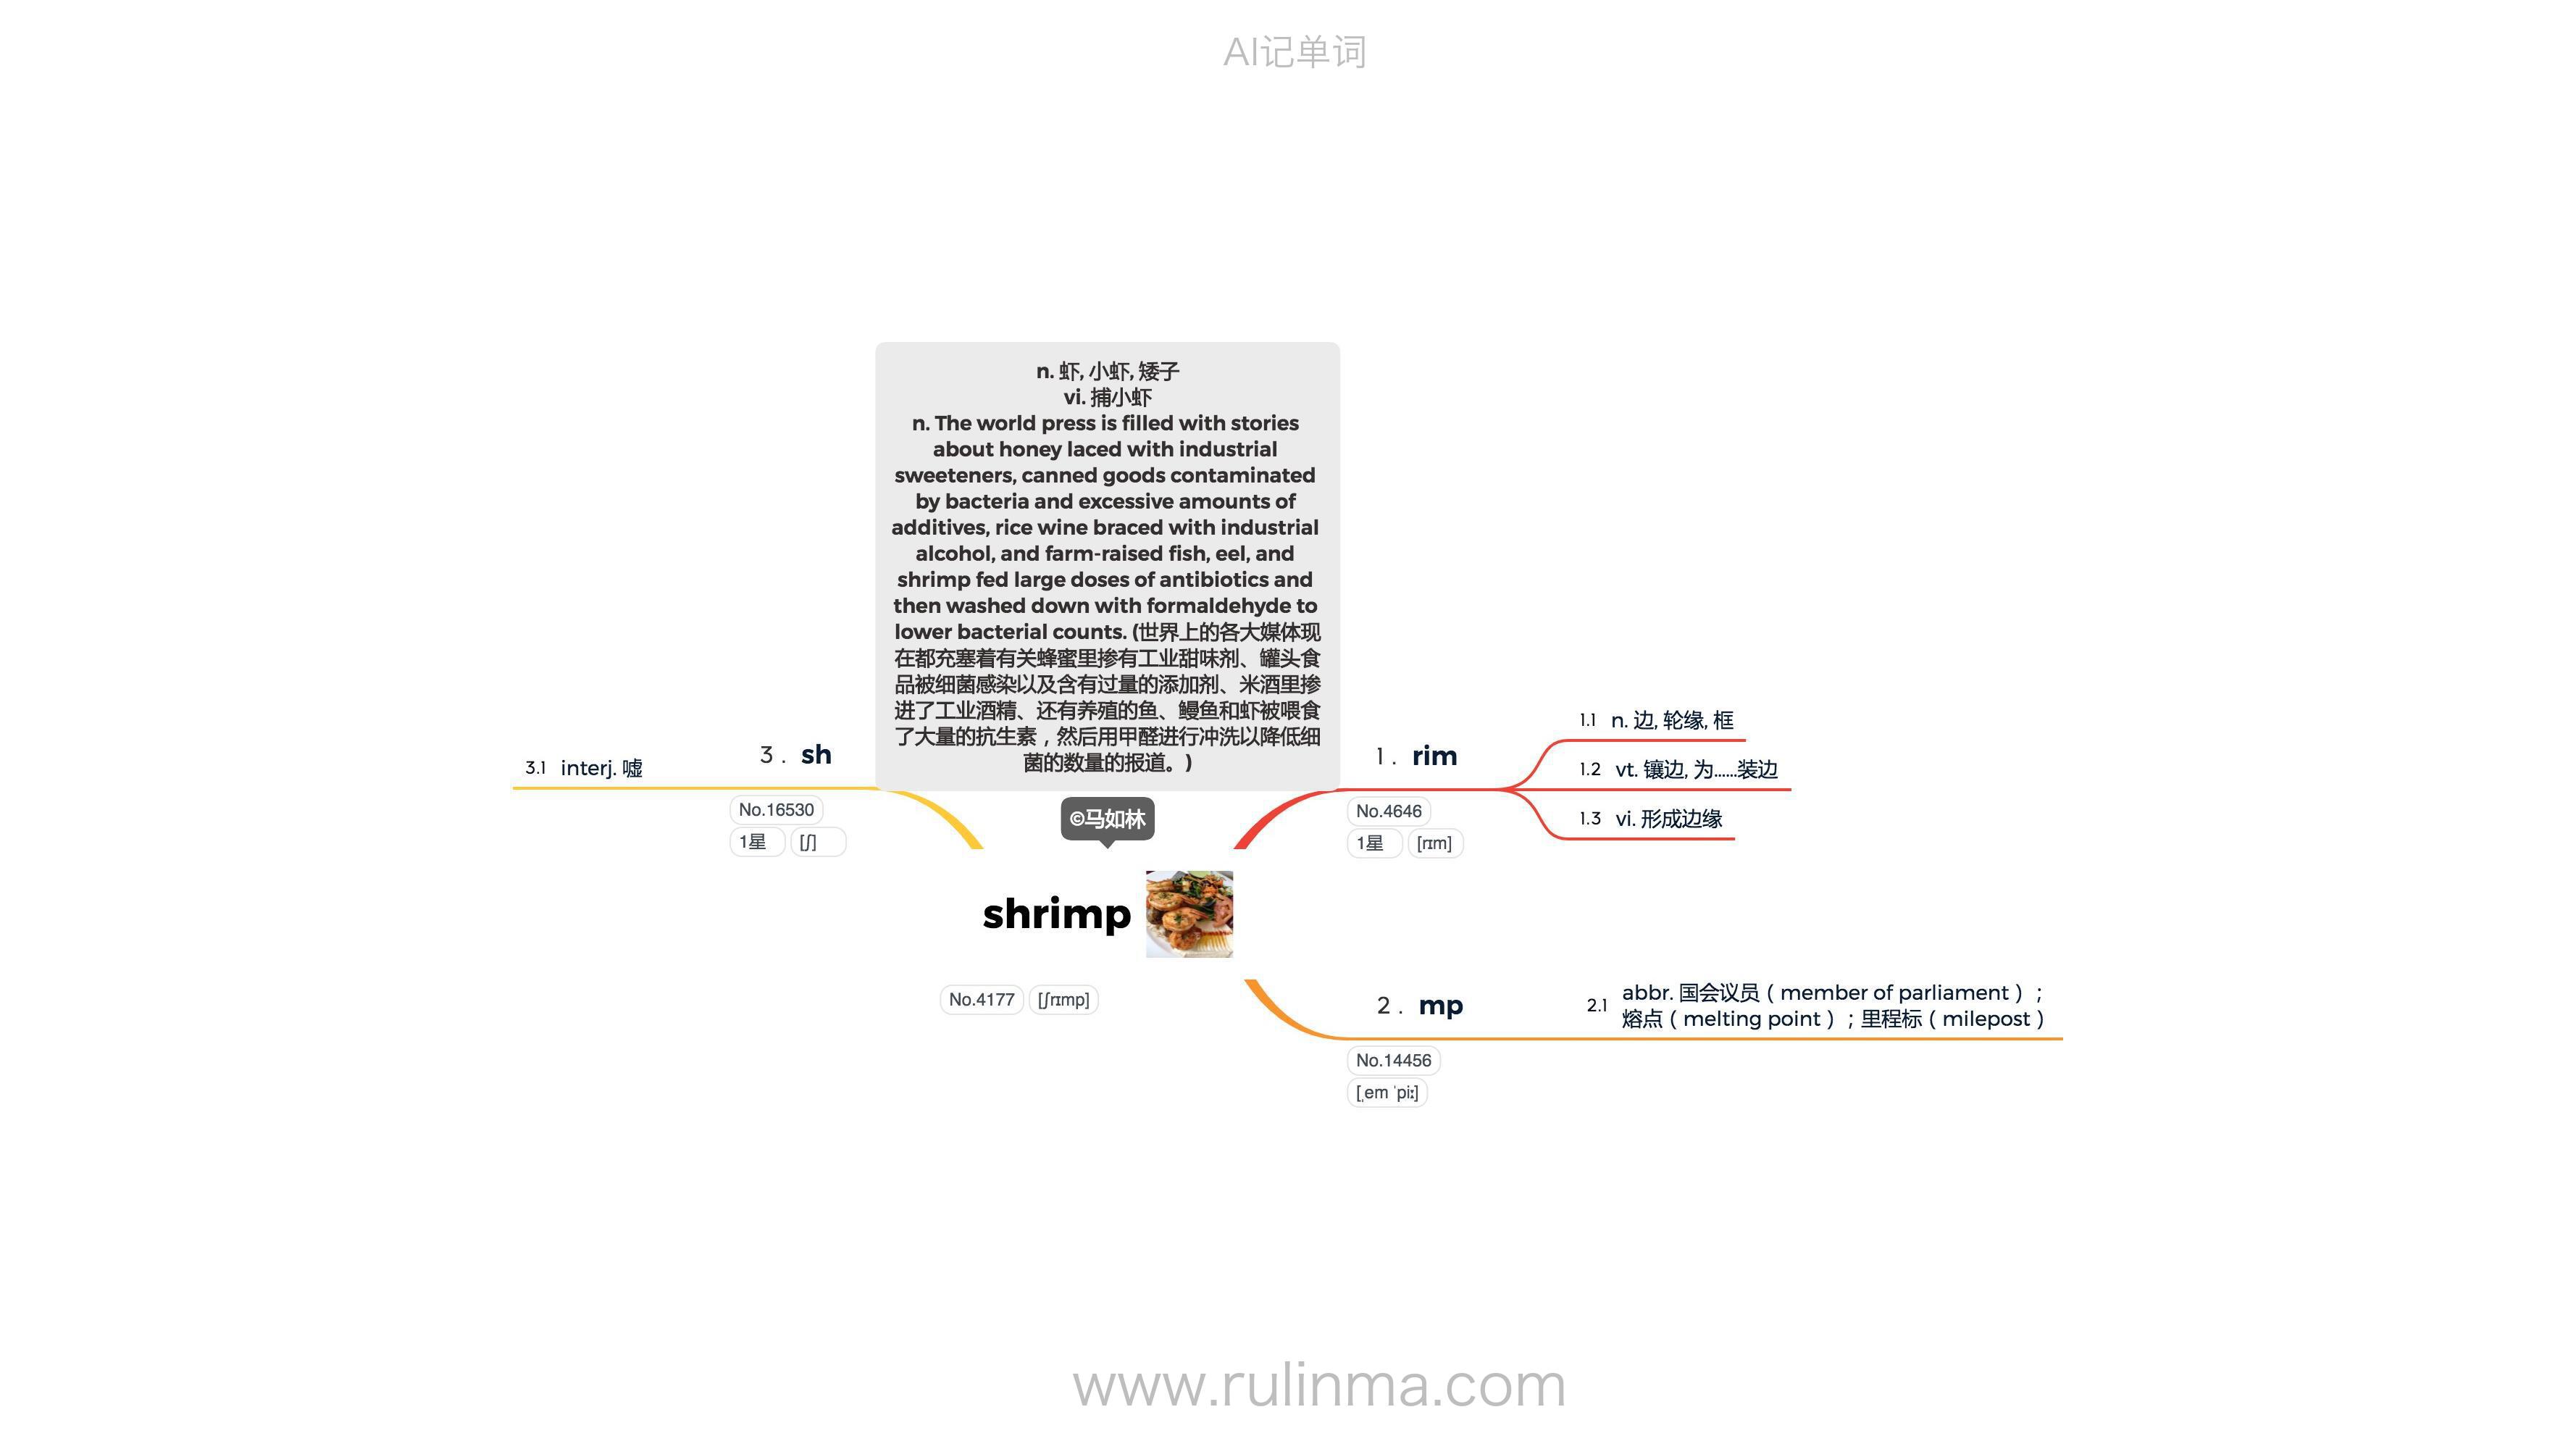 AI记单词
n. 虾, 小虾, 矮子
vi. 捕小虾
n. The world press is filled with stories
about honey laced with industrial
sweeteners, canned goods contaminated
by bacteria and excessive amounts of
additives, rice wine braced with industrial
alcohol, and farm-raised fish, eel, and
shrimp fed large doses of antibiotics and
then washed down with formaldehyde to
lower bacterial counts. (世界上的各大媒体现
在都充塞着有关蜂蜜里掺有工业甜味剂、罐头食
品被细菌感染以及含有过量的添加剂、米酒里掺
进了工业酒精、还有养殖的鱼、鳗鱼和虾被喂食
了大量的抗生素，然后用甲醛进行冲洗以降低细
菌的数量的报道。)
©马如林
shrimp
No.4177 [ʃrɪmp]
1. rim
No.4646
1星 [rɪm]
1.1 n. 边, 轮缘, 框
1.2 vt. 镶边, 为……装边
1.3 vi. 形成边缘
2. mp
No.14456
[ˌem ˈpiː]
2.1 abbr. 国会议员（member of parliament）；
熔点（melting point）；里程标（milepost）
3. sh
No.16530
1星 [ʃ]
3.1 interj. 嘘
www.rulinma.com